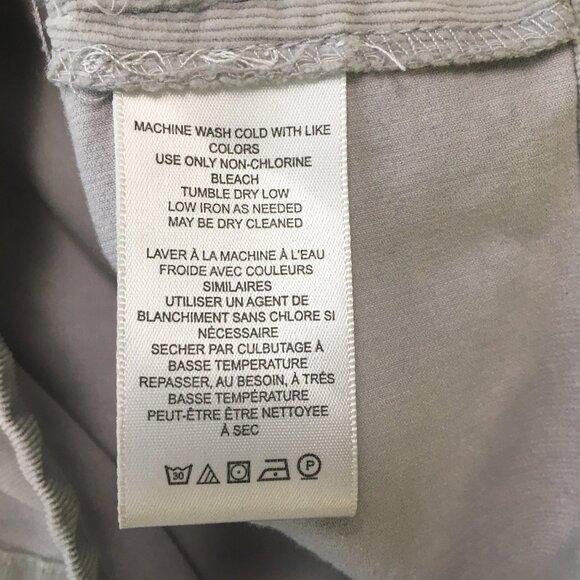 MACHINE WASH COLD WITH LIKE
COLORS
USE ONLY NON-CHLORINE
BLEACH
TUMBLE DRY LOW
LOW IRON AS NEEDED
MAY BE DRY CLEANED
LAVER À LA MACHINE À L'EAU
FROIDE AVEC COULEURS
SIMILAIRES
UTILISER UN AGENT DE
BLANCHIMENT SANS CHLORE SI
NÉCESSAIRE
SECHER PAR CULBUTAGE À
BASSE TEMPERATURE
REPASSER, AU BESOIN, À TRÉS
BASSE TEMPÉRATURE
PEUT-ÊTRE ÊTRE NETTOYEE
À SEC
30 P